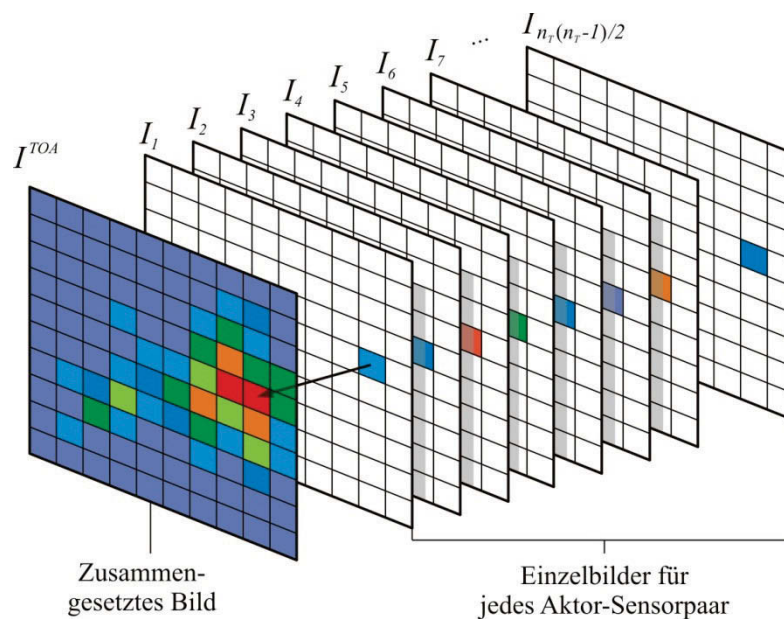 I^{TOA}
I_1
I_2
I_3
I_4
I_5
I_6
I_7
...
I_{n_T(n_T-1)/2}
Zusammen-
gesetztes Bild
Einzelbilder für
jedes Aktor-Sensorpaar